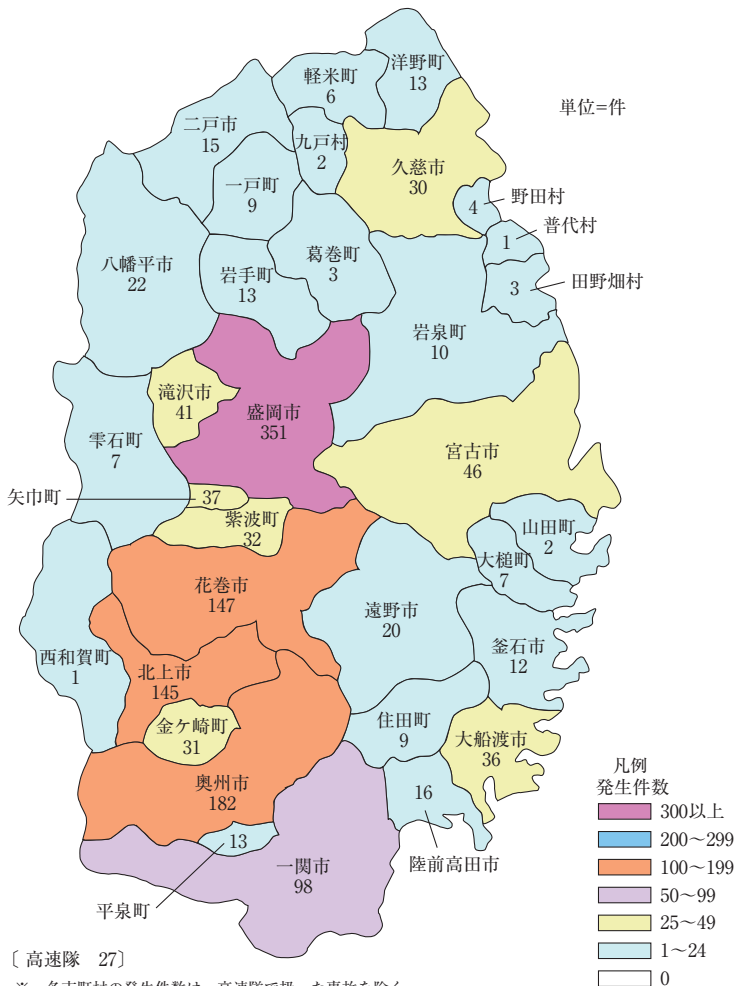 洋野町
13
軽米町
6
単位=件
二戸市
15
九戸村
2
久慈市
30
一戸町
9
4
野田村
普代村
1
八幡平市
22
岩手町
13
葛巻町
3
3
田野畑村
岩泉町
10
滝沢市
41
盛岡市
351
雫石町
7
宮古市
46
矢巾町
37
紫波町
32
山田町
2
大槌町
7
花巻市
147
遠野市
20
釜石市
12
西和賀町
1
北上市
145
金ケ崎町
31
住田町
9
大船渡市
36
奥州市
182
16
陸前高田市
13
平泉町
一関市
98
凡例
発生件数
300以上
200〜299
100〜199
50〜99
25〜49
1〜24
0
〔 高速隊 27〕